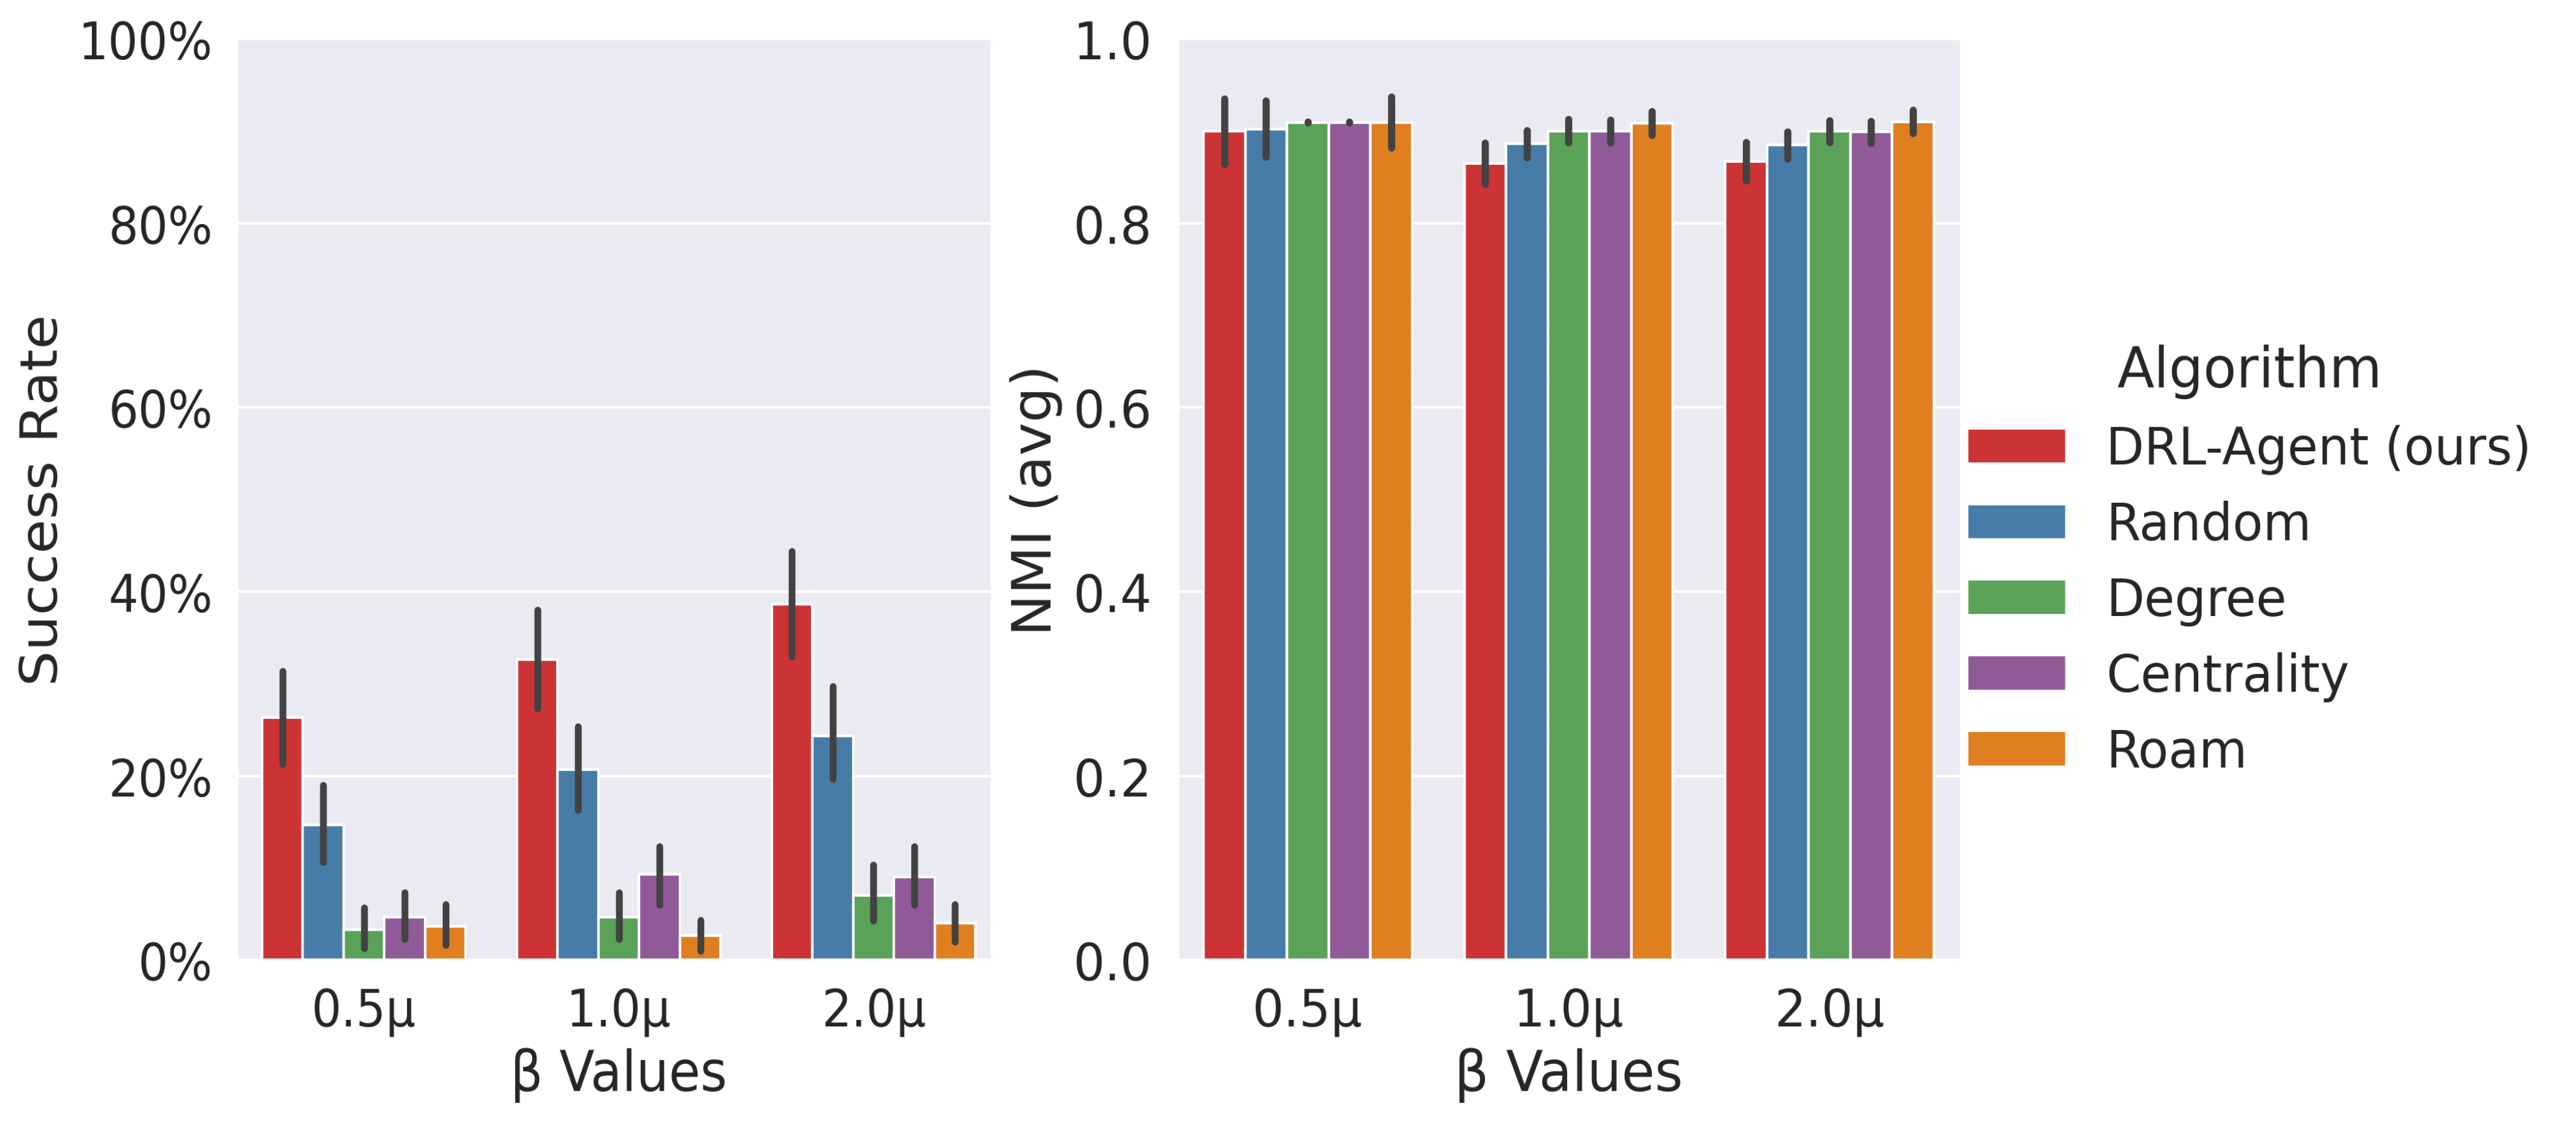 100%
80%
60%
40%
20%
0%
Success Rate
0.5μ 1.0μ 2.0μ
β Values
1.0
0.8
0.6
0.4
0.2
0.0
NMI (avg)
0.5μ 1.0μ 2.0μ
β Values
Algorithm
DRL-Agent (ours)
Random
Degree
Centrality
Roam